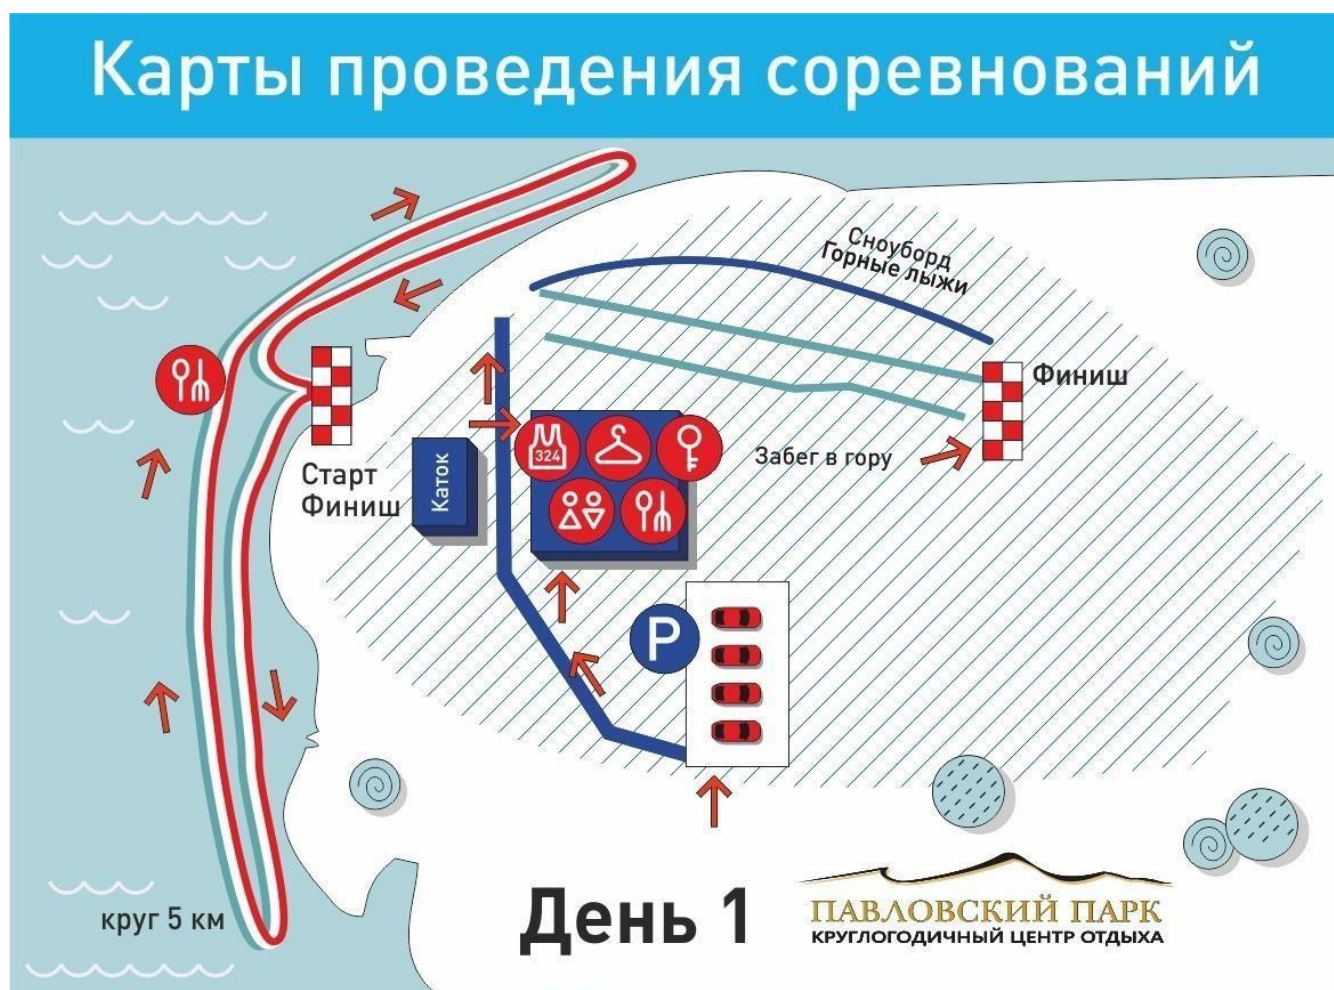 Карты проведения соревнований
Сноуборд
Горные лыжи
Финиш
324
Забег в гору
Старт
Финиш
Каток
P
круг 5 км
День 1
ПАВЛОВСКИЙ ПАРК
КРУГЛОГОДИЧНЫЙ ЦЕНТР ОТДЫХА